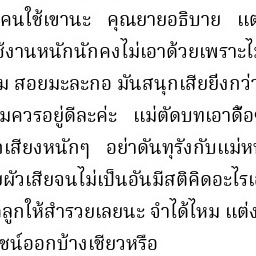 คนใช้เขานะ คุณยายอธิบาย แต
ช้งานหนักนักคงไม่เอาด้วยเพราะไ
ม สอยมะละกอ มันสนุกเสียยิ่งกว่า
มควรอยู่ดีละค่ะ แม่ตัดบทเอาดื้อ
เสียงหนักๆ อย่าดันทุรังกับแม่ห
ผัวเสียจนไม่เป็นอันมีสติคิดอะไร
ลูกให้สำรวยเลยนะ จำได้ไหม แต่ง
ชน์ออกบ้างเชียวหรือ